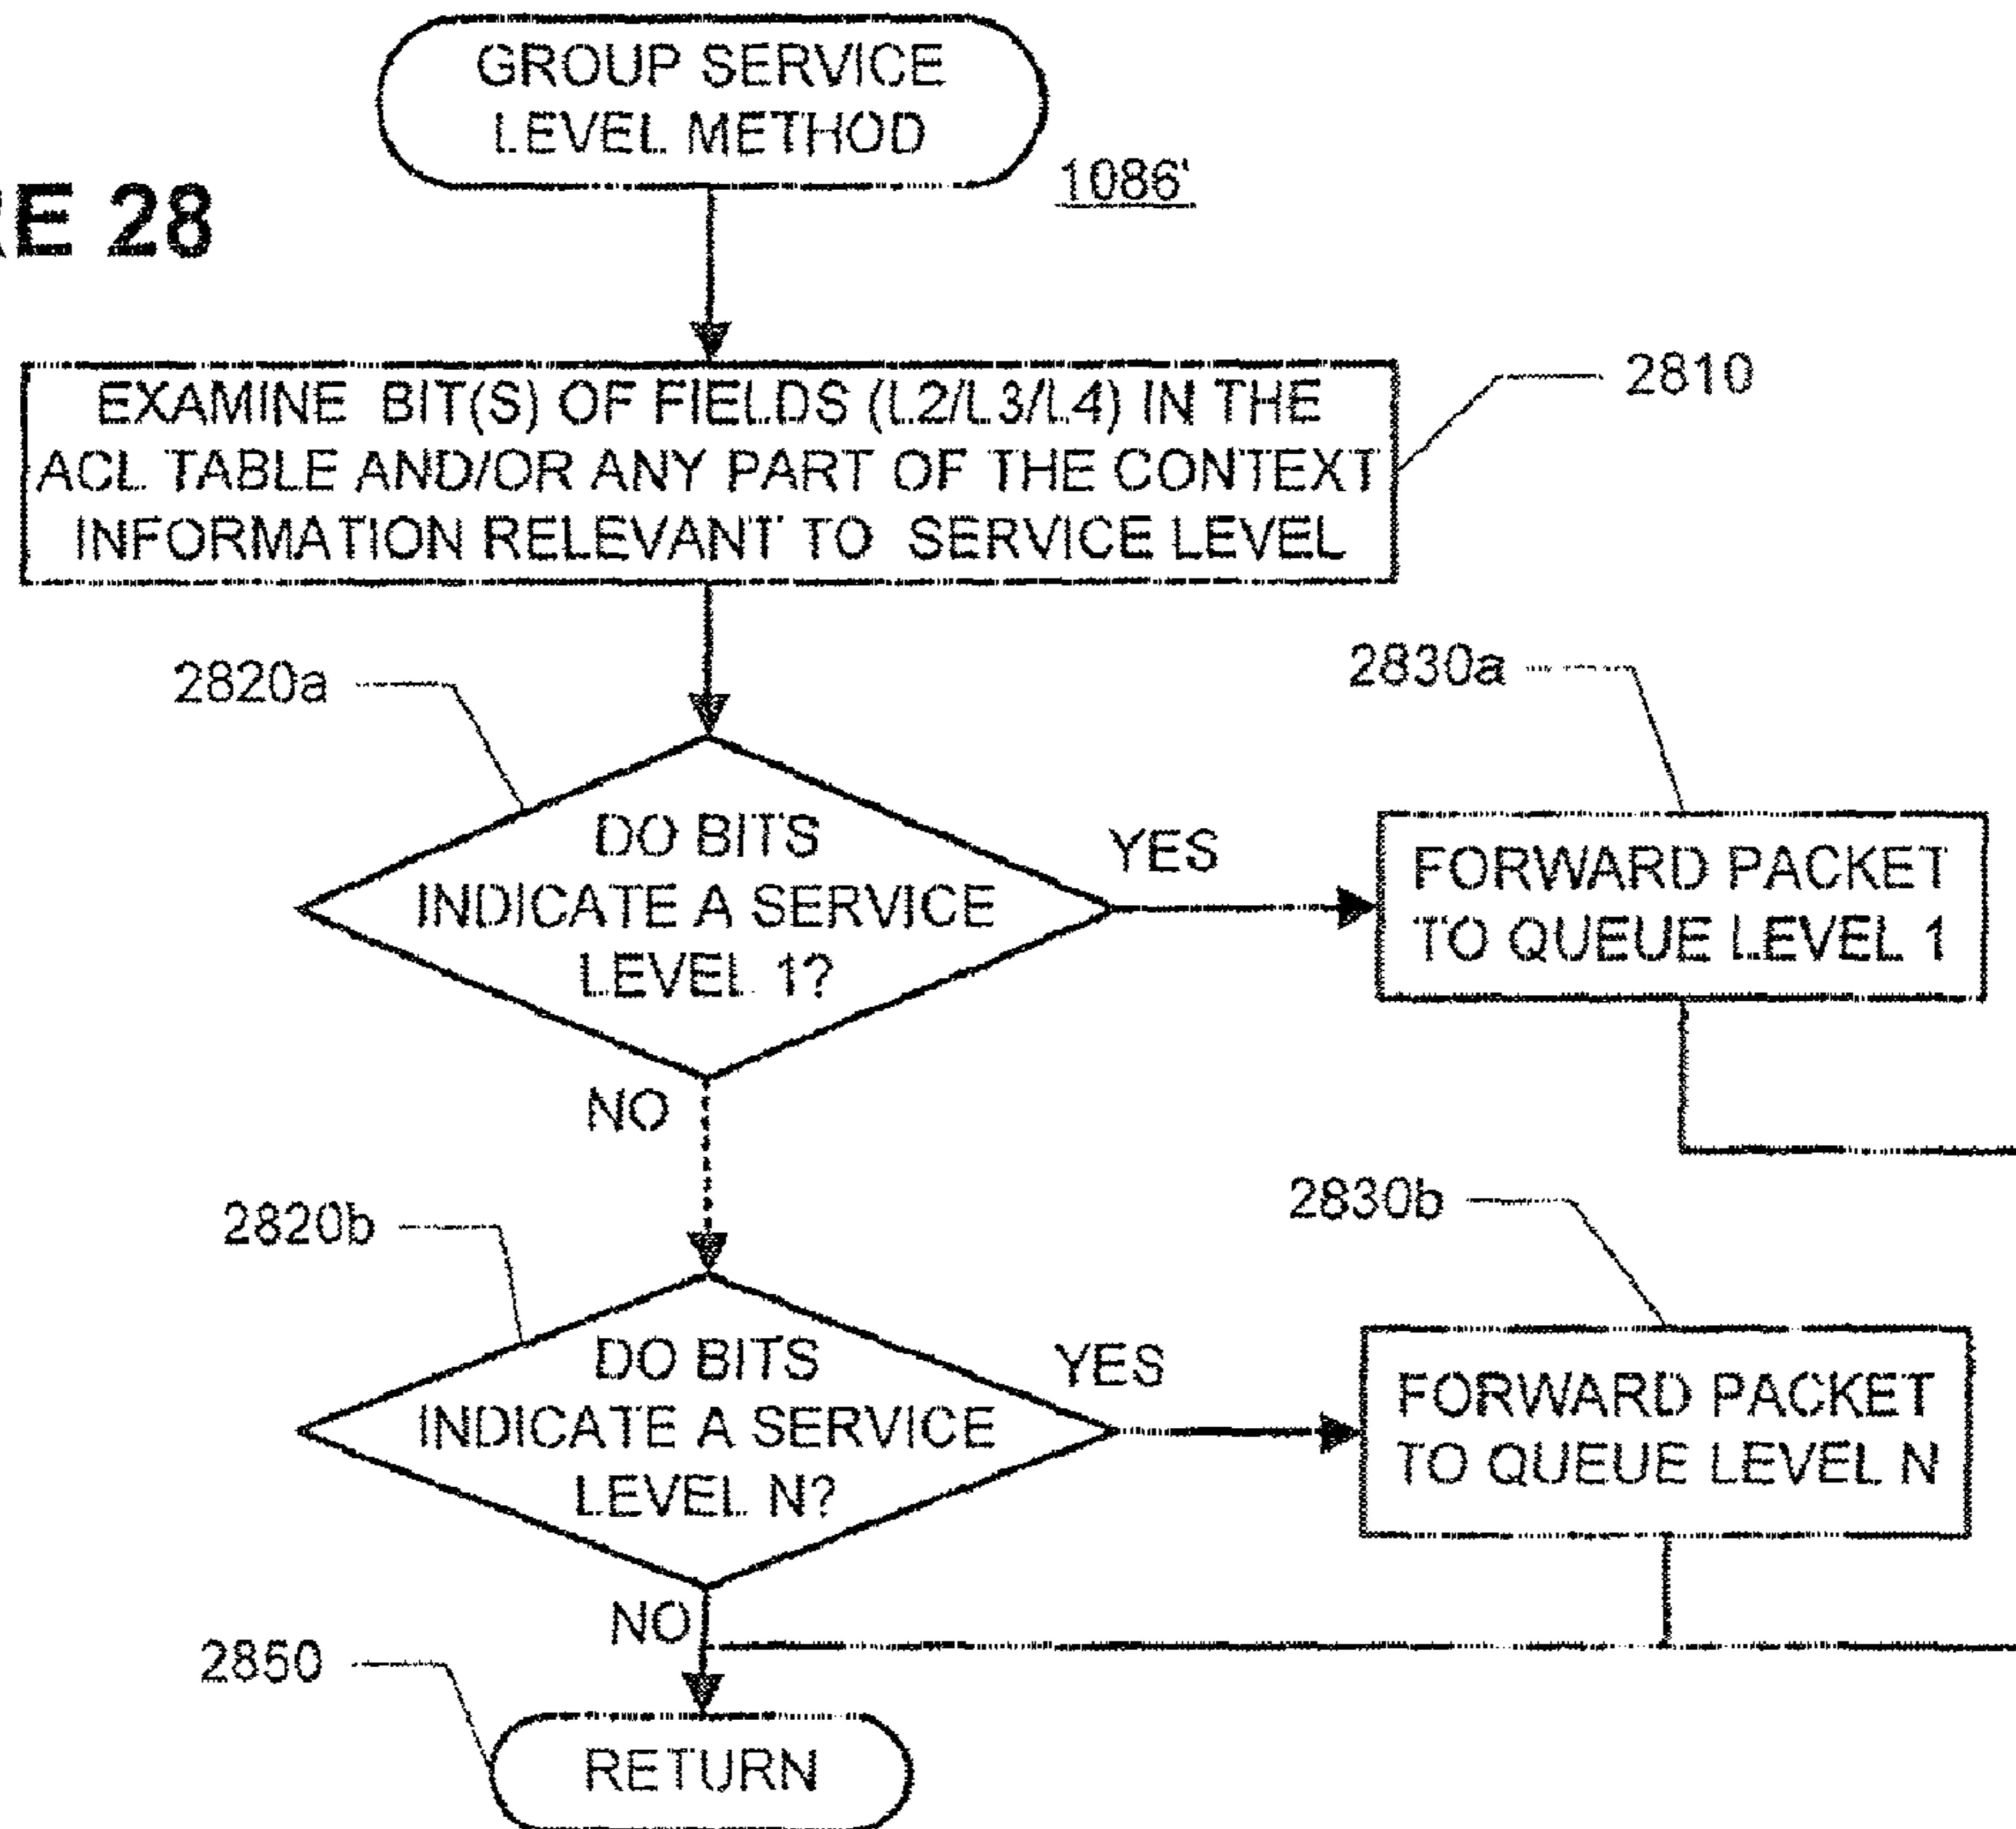 GROUP SERVICE
LEVEL METHOD
1086'
RE 28
EXAMINE BIT(S) OF FIELDS (L2/L3/L4) IN THE
ACL TABLE AND/OR ANY PART OF THE CONTEXT
INFORMATION RELEVANT TO SERVICE LEVEL
2810
2820a
2830a
DO BITS
INDICATE A SERVICE
LEVEL 1?
YES
FORWARD PACKET
TO QUEUE LEVEL 1
NO
2820b
2830b
DO BITS
INDICATE A SERVICE
LEVEL N?
YES
FORWARD PACKET
TO QUEUE LEVEL N
NO
2850
RETURN